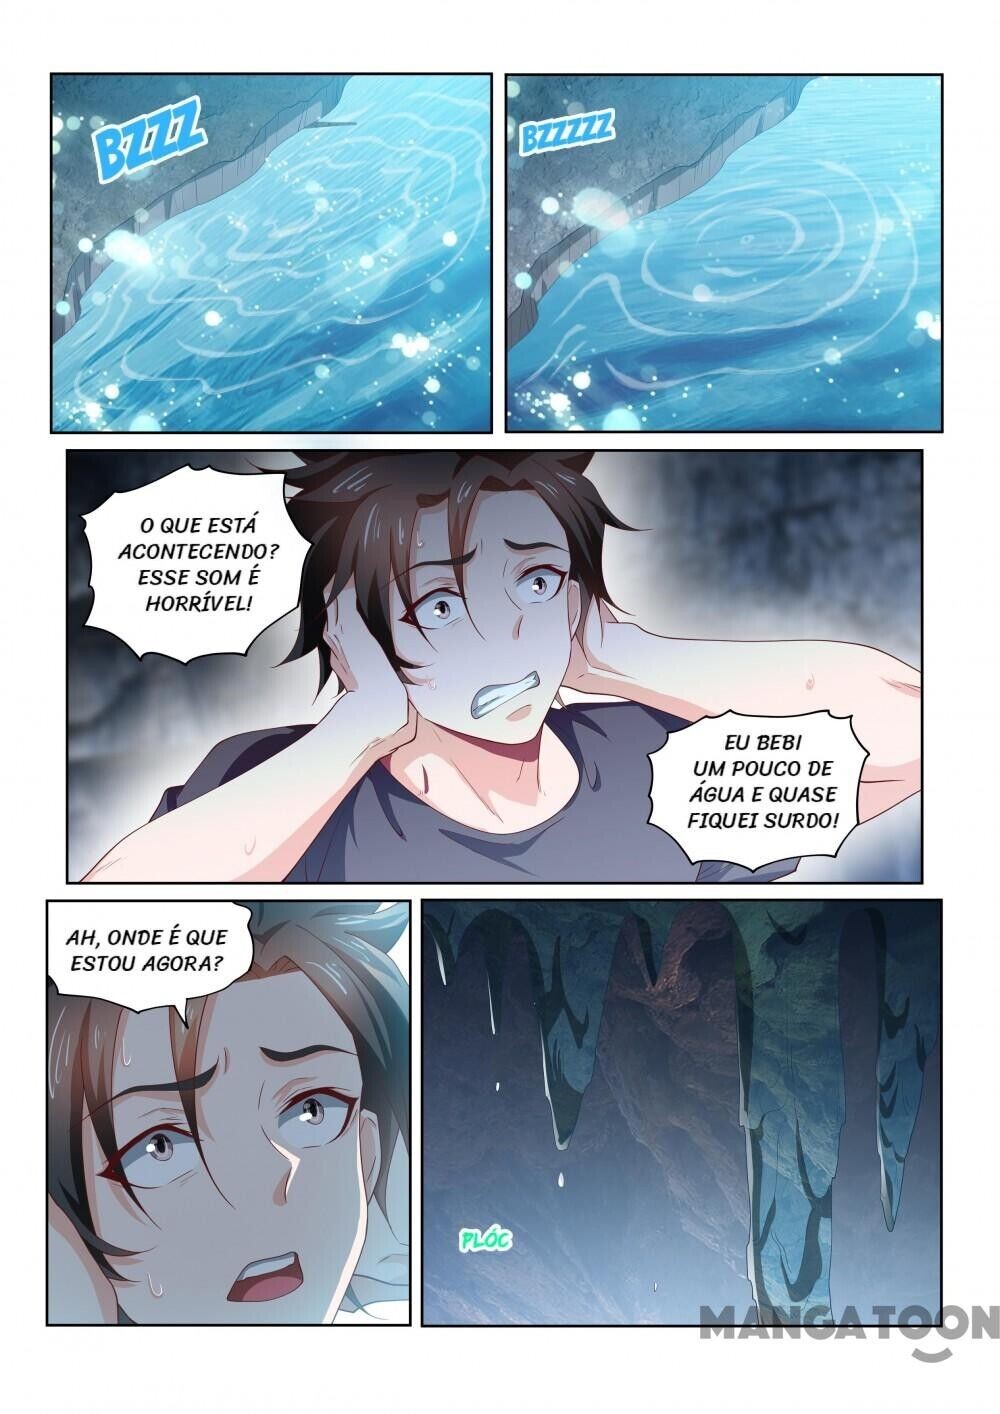 BZZZ
BZZZZZ
O QUE ESTÁ
ACONTECENDO?
ESSE SOM É
HORRÍVEL!
EU BEBI
UM POUCO DE
ÁGUA E QUASE
FIQUEI SURDO!
AH, ONDE É QUE
ESTOU AGORA?
PLÓC
MANGATOON